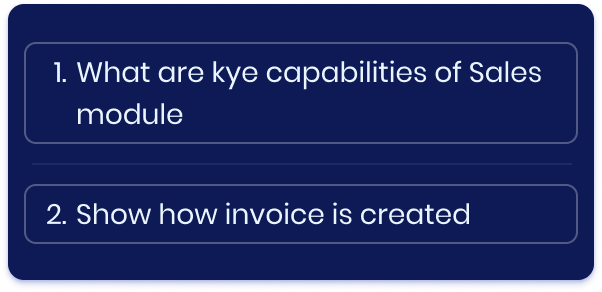 1. What are kye capabilities of Sales
module
2. Show how invoice is created